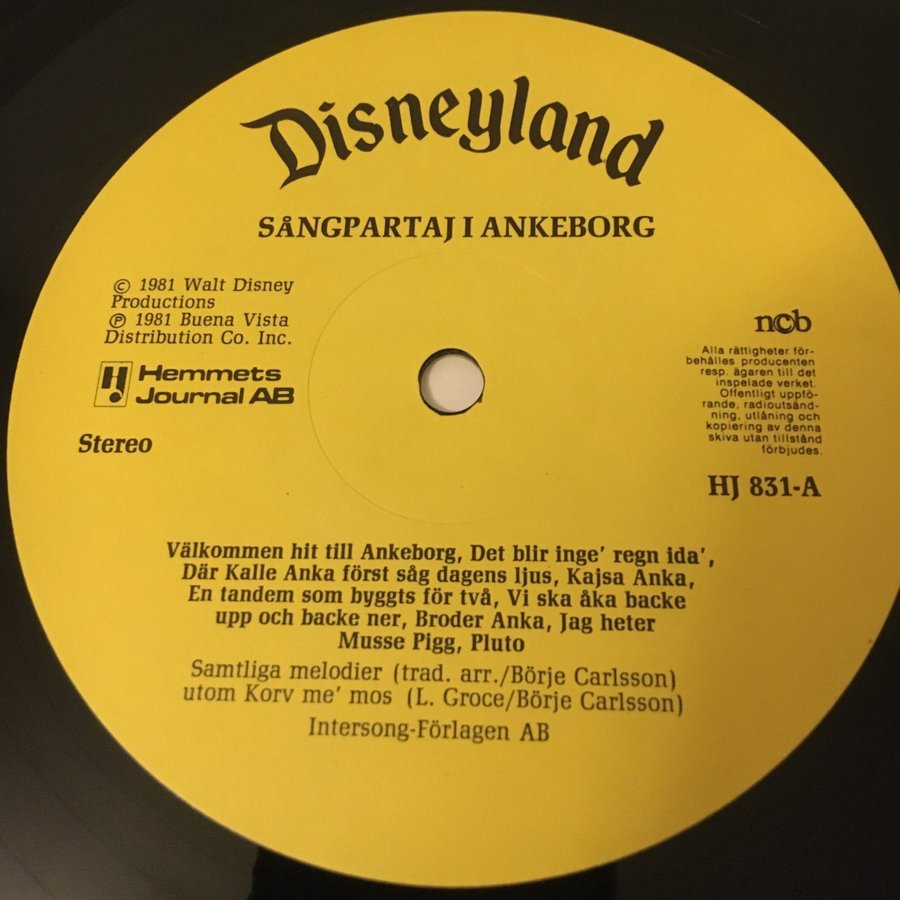 Disneyland
SÅNGPARTAJ I ANKEBORG
© 1981 Walt Disney
Productions
℗ 1981 Buena Vista
Distribution Co. Inc.
Hemmets
Journal AB
Stereo
ncb
Alla rättigheter för-
behålles producenten
resp. ägaren till det
inspelade verket.
Offentligt uppfö-
rande, radioutsänd-
ning, utlåning och
kopiering av denna
skiva utan tillstånd
förbjudes.
HJ 831-A
Välkommen hit till Ankeborg, Det blir inge’ regn ida’,
Där Kalle Anka först såg dagens ljus, Kajsa Anka,
En tandem som byggts för två, Vi ska åka backe
upp och backe ner, Broder Anka, Jag heter
Musse Pigg, Pluto
Samtliga melodier (trad. arr./Börje Carlsson)
utom Korv me’ mos (L. Groce/Börje Carlsson)
Intersong-Förlagen AB